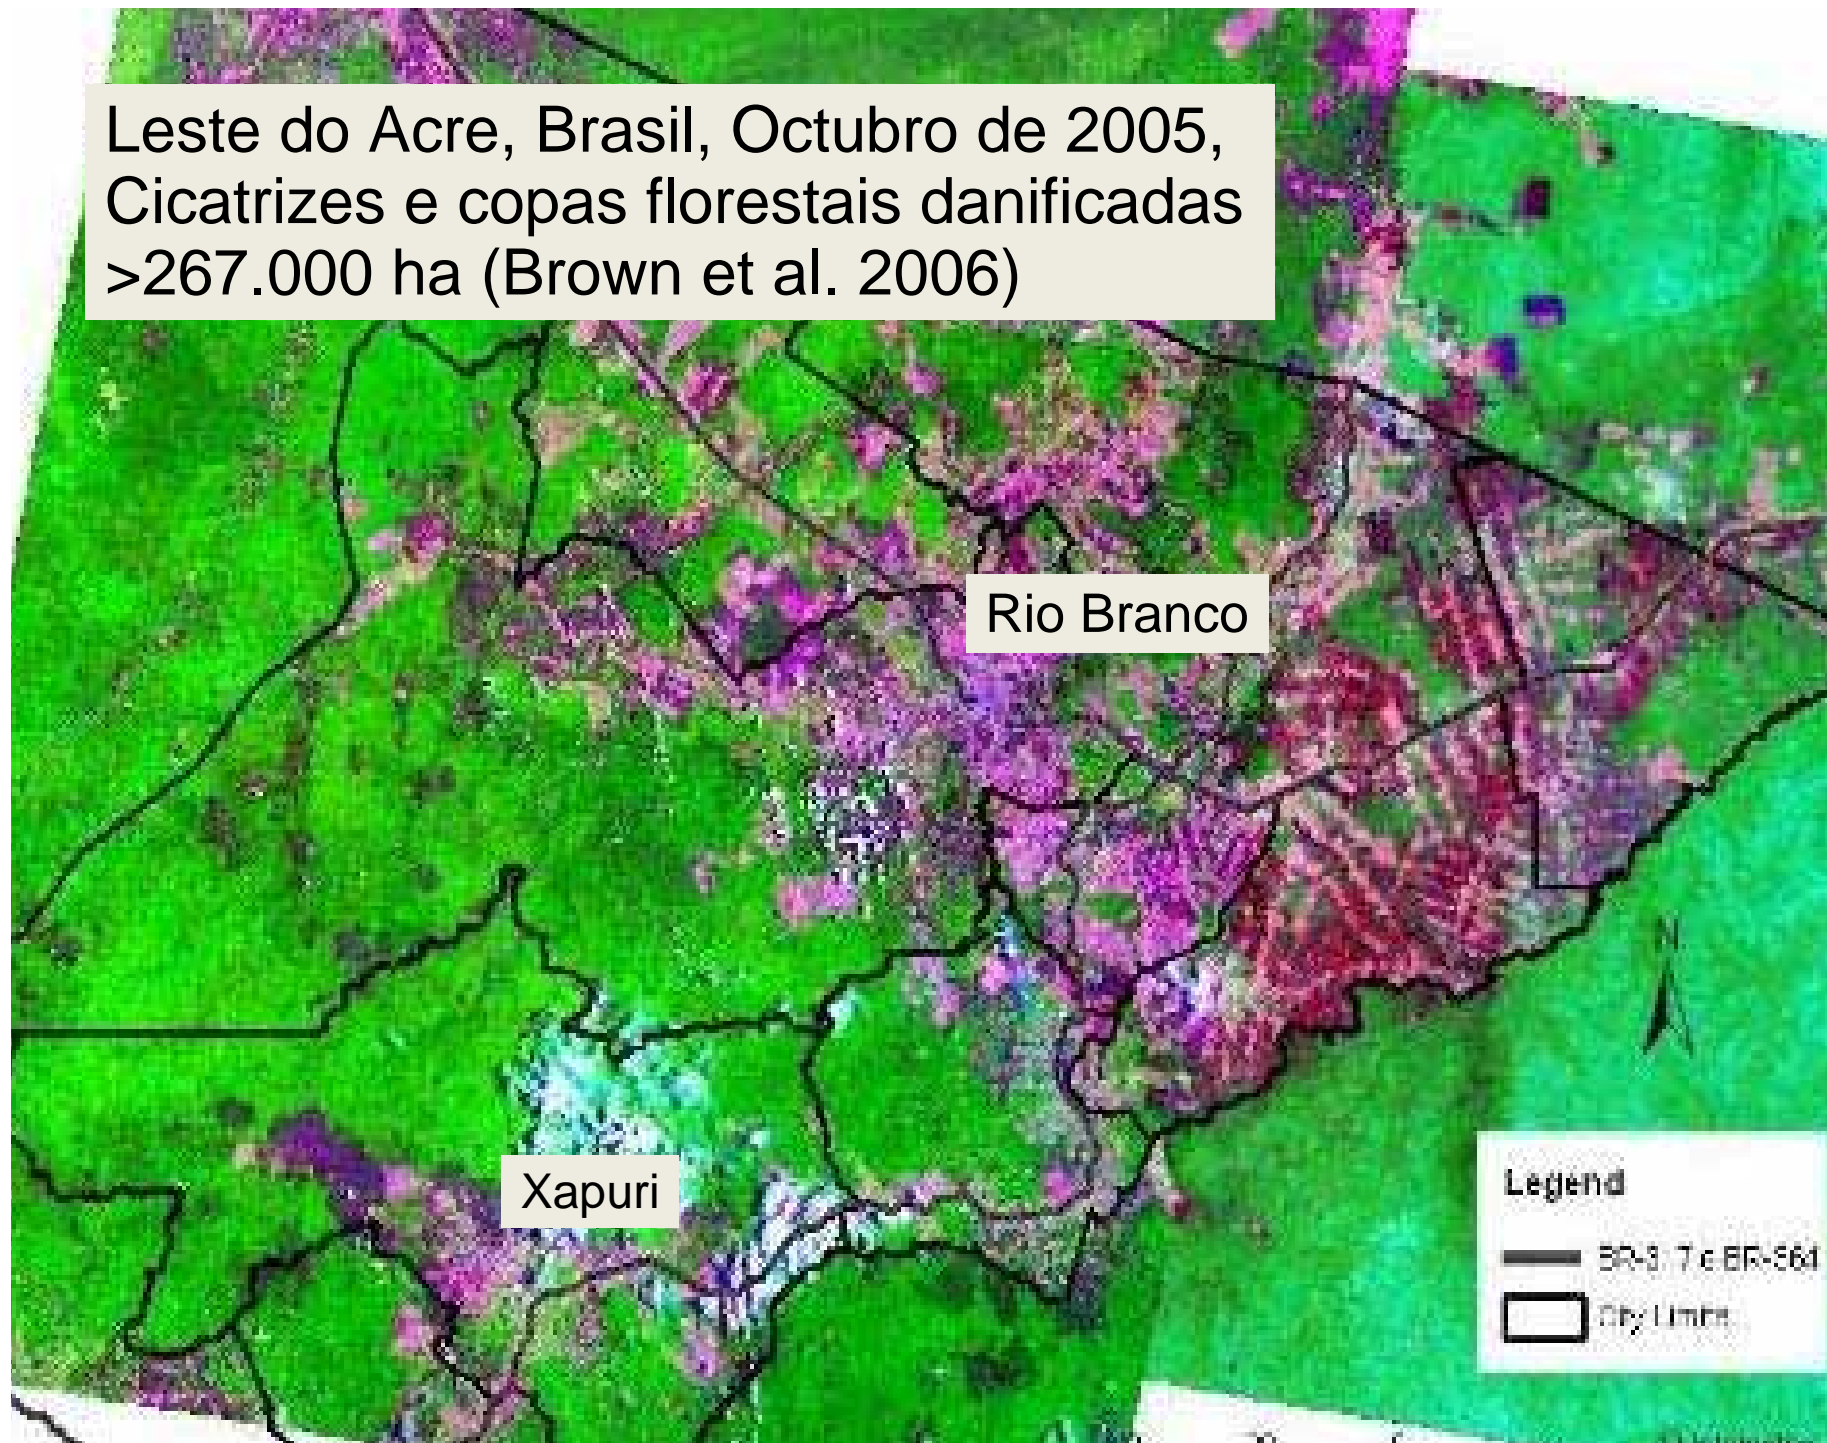 Leste do Acre, Brasil, Octubro de 2005,
Cicatrizes e copas florestais danificadas
>267.000 ha (Brown et al. 2006)
Rio Branco
N
Xapuri
Legend